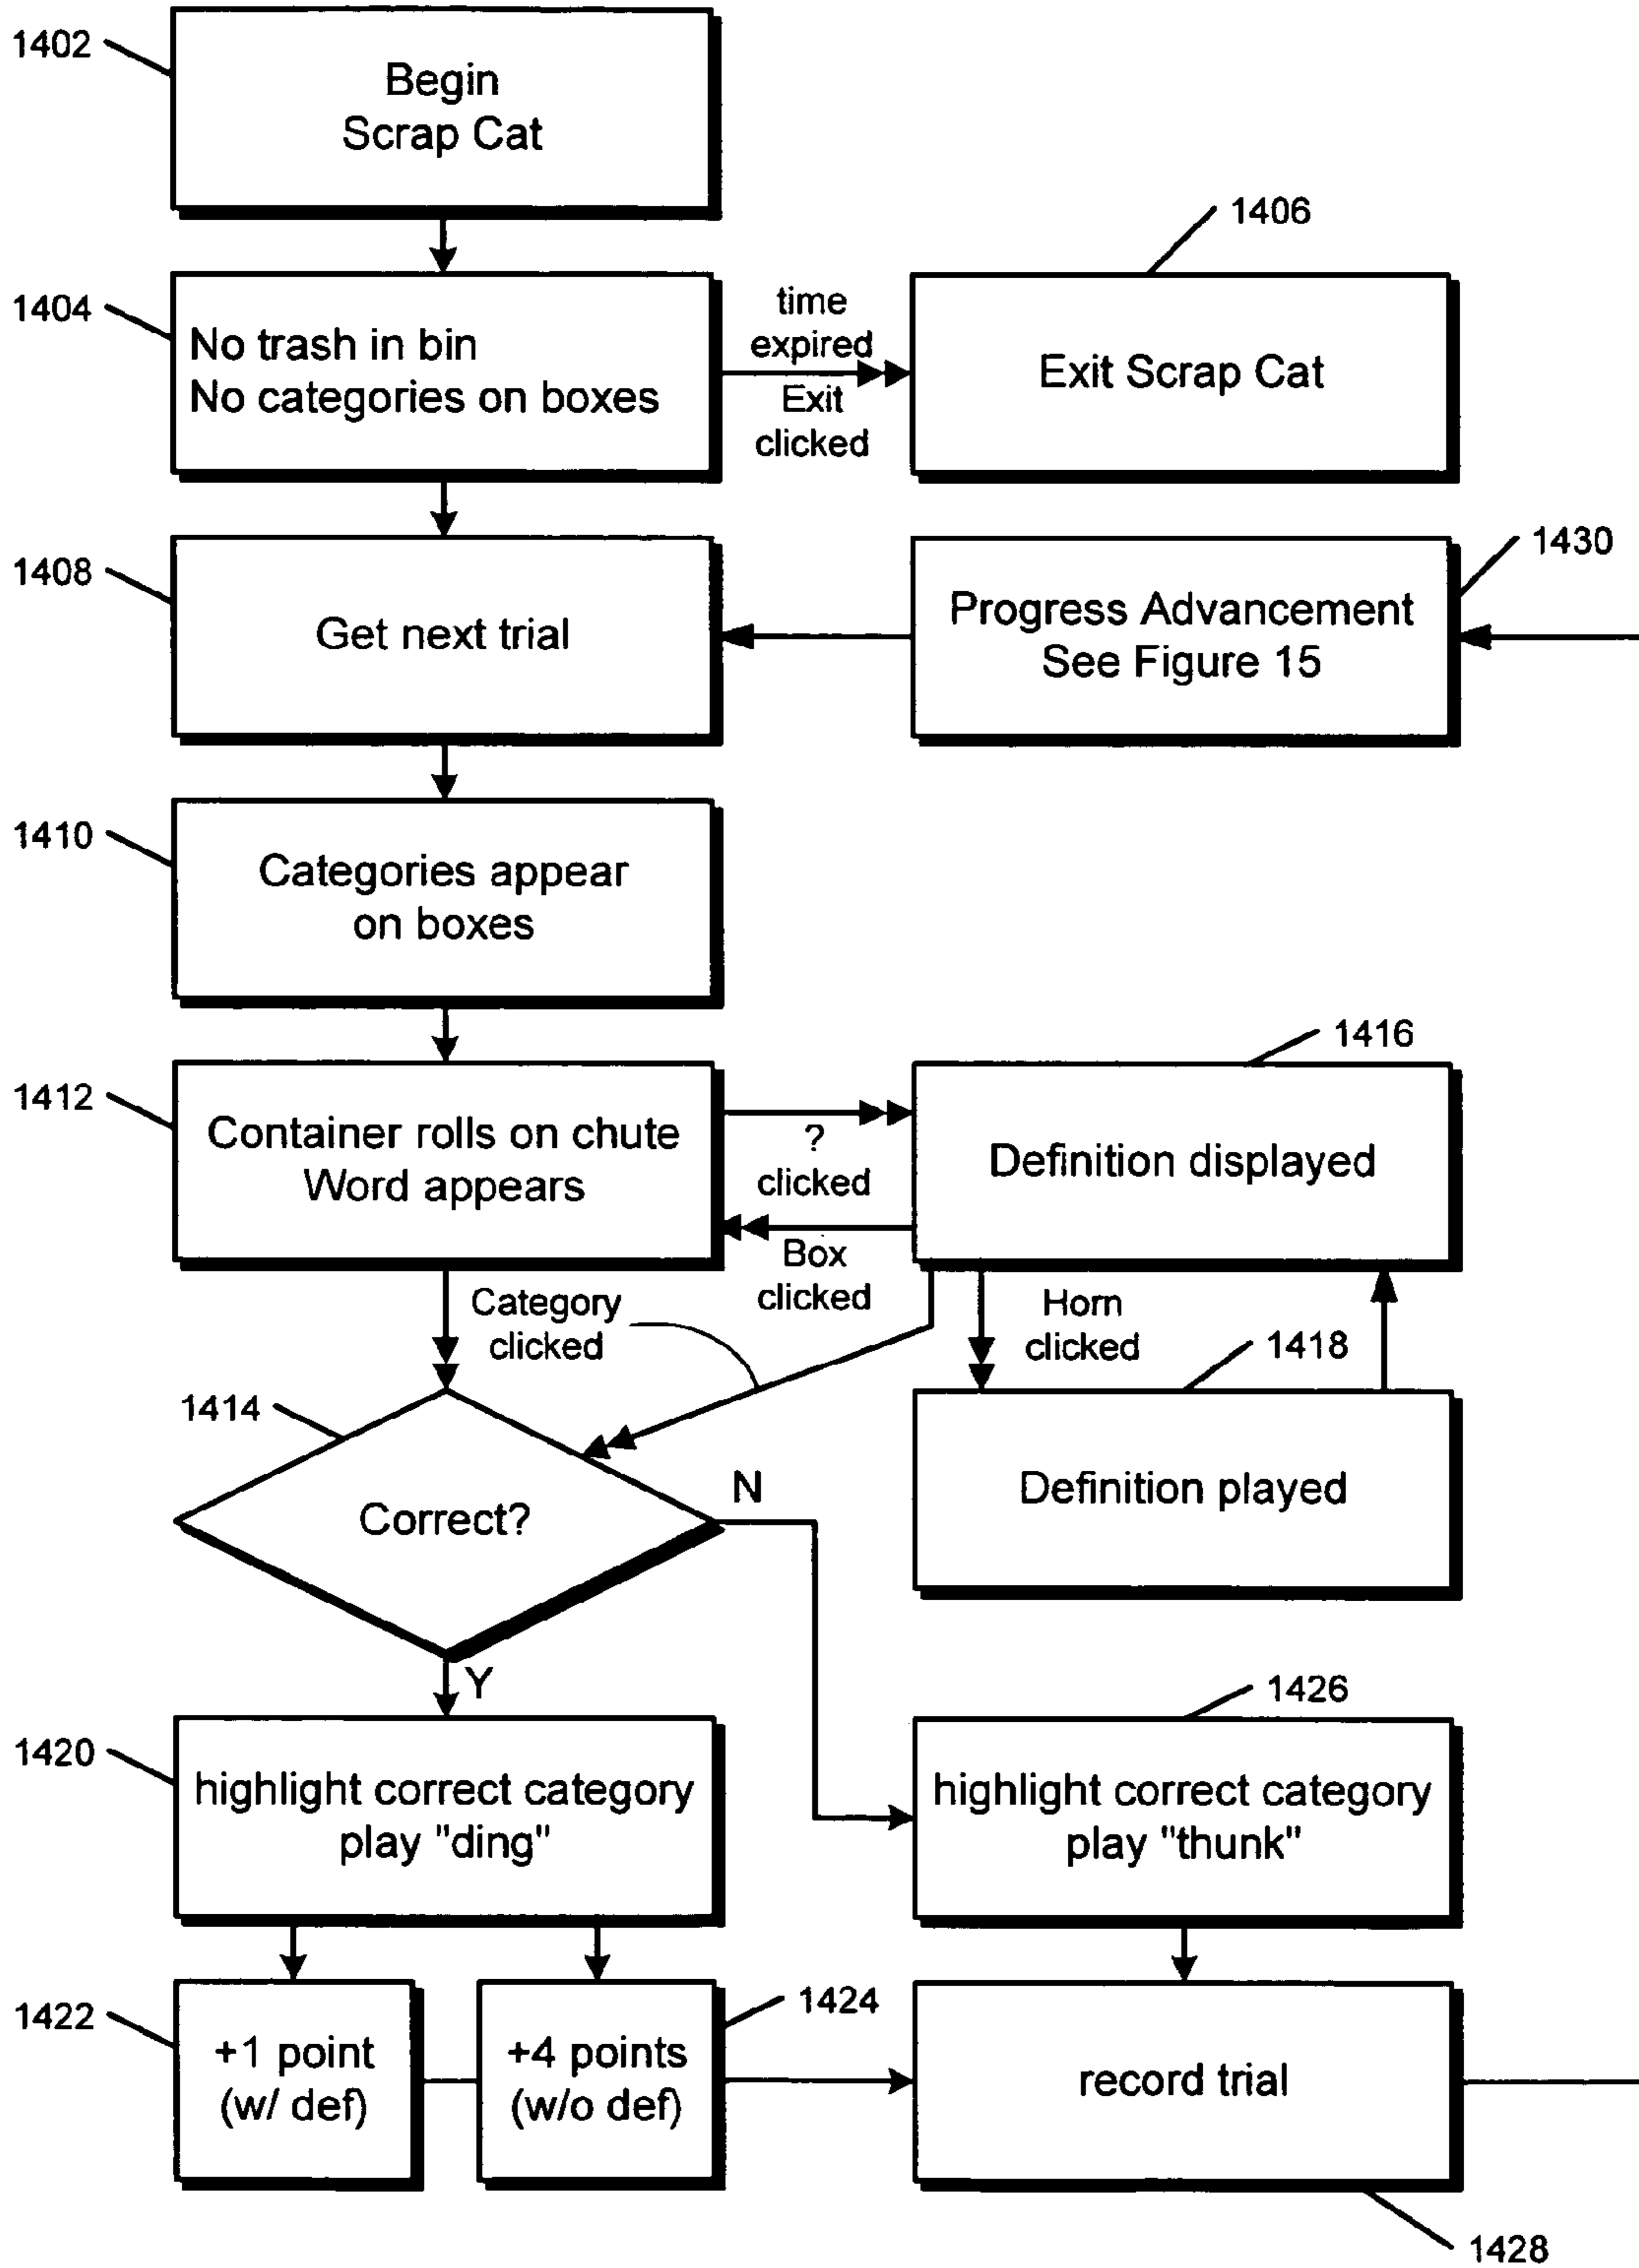 1402
Begin
Scrap Cat
1404
No trash in bin
No categories on boxes
time
expired
Exit
clicked
1406
Exit Scrap Cat
1408
Get next trial
1430
Progress Advancement
See Figure 15
1410
Categories appear
on boxes
1412
Container rolls on chute
Word appears
?
clicked
Box
clicked
1416
Definition displayed
Category
clicked
Horn
clicked
1418
Definition played
1414
Correct?
N
Y
1420
highlight correct category
play "ding"
1426
highlight correct category
play "thunk"
1422
+1 point
(w/ def)
1424
+4 points
(w/o def)
record trial
1428